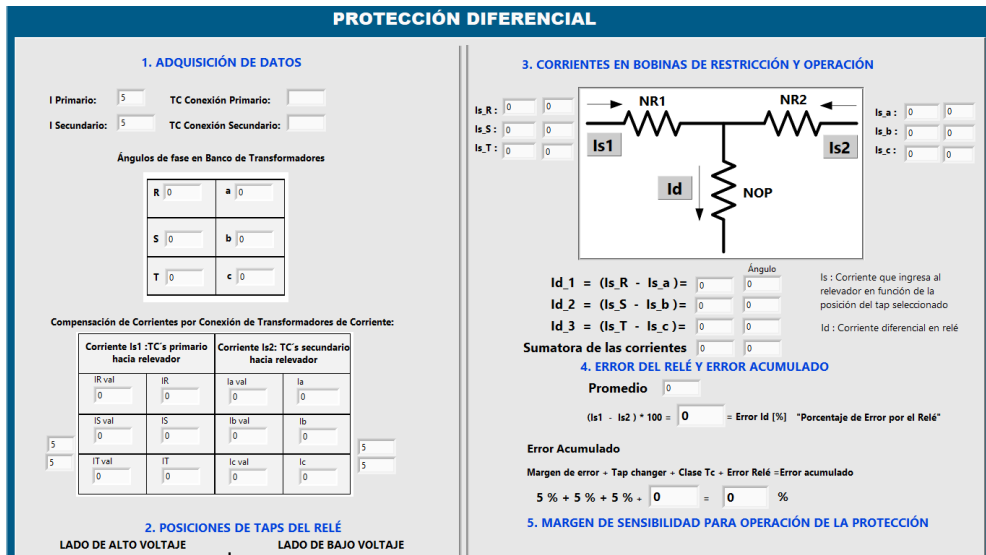 PROTECCIÓN DIFERENCIAL
1. ADQUISICIÓN DE DATOS
I Primario: 5 TC Conexión Primario:
I Secundario: 5 TC Conexión Secundario:
Ángulos de fase en Banco de Transformadores
R 0 a 0
S 0 b 0
T 0 c 0
Compensación de Corrientes por Conexión de Transformadores de Corriente:
Corriente Is1 :TC´s primario hacia relevador
Corriente Is2: TC´s secundario hacia relevador
IR val IR Ia val Ia
0 0 0 0
IS val IS Ib val Ib
0 0 0 0
5 5
IT val IT Ic val Ic
5 5
0 0 0 0
2. POSICIONES DE TAPS DEL RELÉ
LADO DE ALTO VOLTAJE LADO DE BAJO VOLTAJE
3. CORRIENTES EN BOBINAS DE RESTRICCIÓN Y OPERACIÓN
Is_R : 0 0
Is_S : 0 0
Is_T : 0 0
NR1 NR2
Is1 Is2
Id NOP
Is_a : 0 0
Is_b : 0 0
Is_c : 0 0
Ángulo
Id_1 = (Is_R - Is_a )= 0 0
Id_2 = (Is_S - Is_b )= 0 0
Id_3 = (Is_T - Is_c )= 0 0
Sumatora de las corrientes 0 0
Is : Corriente que ingresa al
relevador en función de la
posición del tap seleccionado
Id : Corriente diferencial en relé
4. ERROR DEL RELÉ Y ERROR ACUMULADO
Promedio 0
(Is1 - Is2 ) * 100 = 0 = Error Id [%] "Porcentaje de Error por el Relé"
Error Acumulado
Margen de error + Tap changer + Clase Tc + Error Relé =Error acumulado
5 % + 5 % + 5 % + 0 = 0 %
5. MARGEN DE SENSIBILIDAD PARA OPERACIÓN DE LA PROTECCIÓN